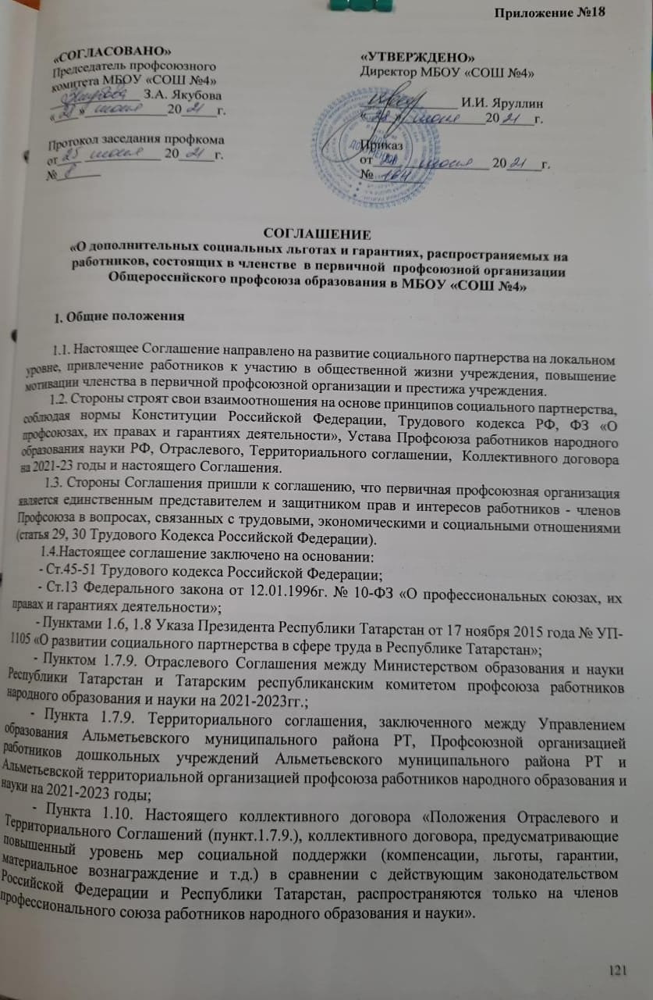 Приложение №18
«СОГЛАСОВАНО»
Председатель профсоюзного
комитета МБОУ «СОШ №4»
З.А. Якубова
июня 2021 г.
Протокол заседания профкома
от 25 июня 2021 г.
№ 8
«УТВЕРЖДЕНО»
Директор МБОУ «СОШ №4»
И.И. Яруллин
«28» июня 2021 г.
Приказ
от июня 2021 г.
№ 164
СОГЛАШЕНИЕ
«О дополнительных социальных льготах и гарантиях, распространяемых на
работников, состоящих в членстве в первичной профсоюзной организации
Общероссийского профсоюза образования в МБОУ «СОШ №4»
1. Общие положения
1.1. Настоящее Соглашение направлено на развитие социального партнерства на локальном
уровне, привлечение работников к участию в общественной жизни учреждения, повышение
мотивации членства в первичной профсоюзной организации и престижа учреждения.
1.2. Стороны строят свои взаимоотношения на основе принципов социального партнерства,
соблюдая нормы Конституции Российской Федерации, Трудового кодекса РФ, ФЗ «О
профсоюзах, их правах и гарантиях деятельности», Устава Профсоюза работников народного
образования науки РФ, Отраслевого, Территориального соглашении, Коллективного договора
на 2021-23 годы и настоящего Соглашения.
1.3. Стороны Соглашения пришли к соглашению, что первичная профсоюзная организация
является единственным представителем и защитником прав и интересов работников - членов
Профсоюза в вопросах, связанных с трудовыми, экономическими и социальными отношениями
(статья 29, 30 Трудового Кодекса Российской Федерации).
1.4.Настоящее соглашение заключено на основании:
- Ст.45-51 Трудового кодекса Российской Федерации;
- Ст.13 Федерального закона от 12.01.1996г. № 10-ФЗ «О профессиональных союзах, их
правах и гарантиях деятельности»;
- Пунктами 1.6, 1.8 Указа Президента Республики Татарстан от 17 ноября 2015 года № УП-
1105 «О развитии социального партнерства в сфере труда в Республике Татарстан»;
- Пунктом 1.7.9. Отраслевого Соглашения между Министерством образования и науки
Республики Татарстан и Татарским республиканским комитетом профсоюза работников
народного образования и науки на 2021-2023гг.;
- Пункта 1.7.9. Территориального соглашения, заключенного между Управлением
образования Альметьевского муниципального района РТ, Профсоюзной организацией
работников дошкольных учреждений Альметьевского муниципального района РТ и
Альметьевской территориальной организацией профсоюза работников народного образования и
науки на 2021-2023 годы;
- Пункта 1.10. Настоящего коллективного договора «Положения Отраслевого и
Территориального Соглашений (пункт.1.7.9.), коллективного договора, предусматривающие
повышенный уровень мер социальной поддержки (компенсации, льготы, гарантии,
материальное вознаграждение и т.д.) в сравнении с действующим законодательством
Российской Федерации и Республики Татарстан, распространяются только на членов
профессионального союза работников народного образования и науки».
121